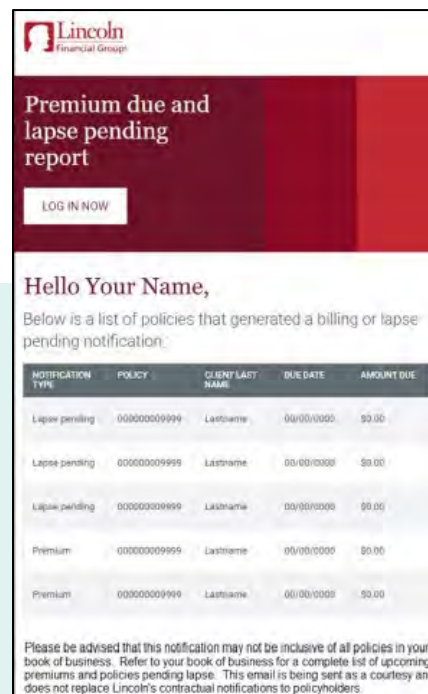 Lincoln
Financial Group®
Premium due and
lapse pending
report
LOG IN NOW
Hello Your Name,
Below is a list of policies that generated a billing or lapse
pending notification.
NOTIFICATION TYPE POLICY CLIENT LAST NAME DUE DATE AMOUNT DUE
Lapse pending 000000009999 Lastname 00/00/0000 $0.00
Lapse pending 000000009999 Lastname 00/00/0000 $0.00
Lapse pending 000000009999 Lastname 00/00/0000 $0.00
Premium 000000009999 Lastname 00/00/0000 $0.00
Premium 000000009999 Lastname 00/00/0000 $0.00
Please be advised that this notification may not be inclusive of all policies in your
book of business. Refer to your book of business for a complete list of upcoming
premiums and policies pending lapse. This email is being sent as a courtesy an
does not replace Lincoln's contractual notifications to policyholders.